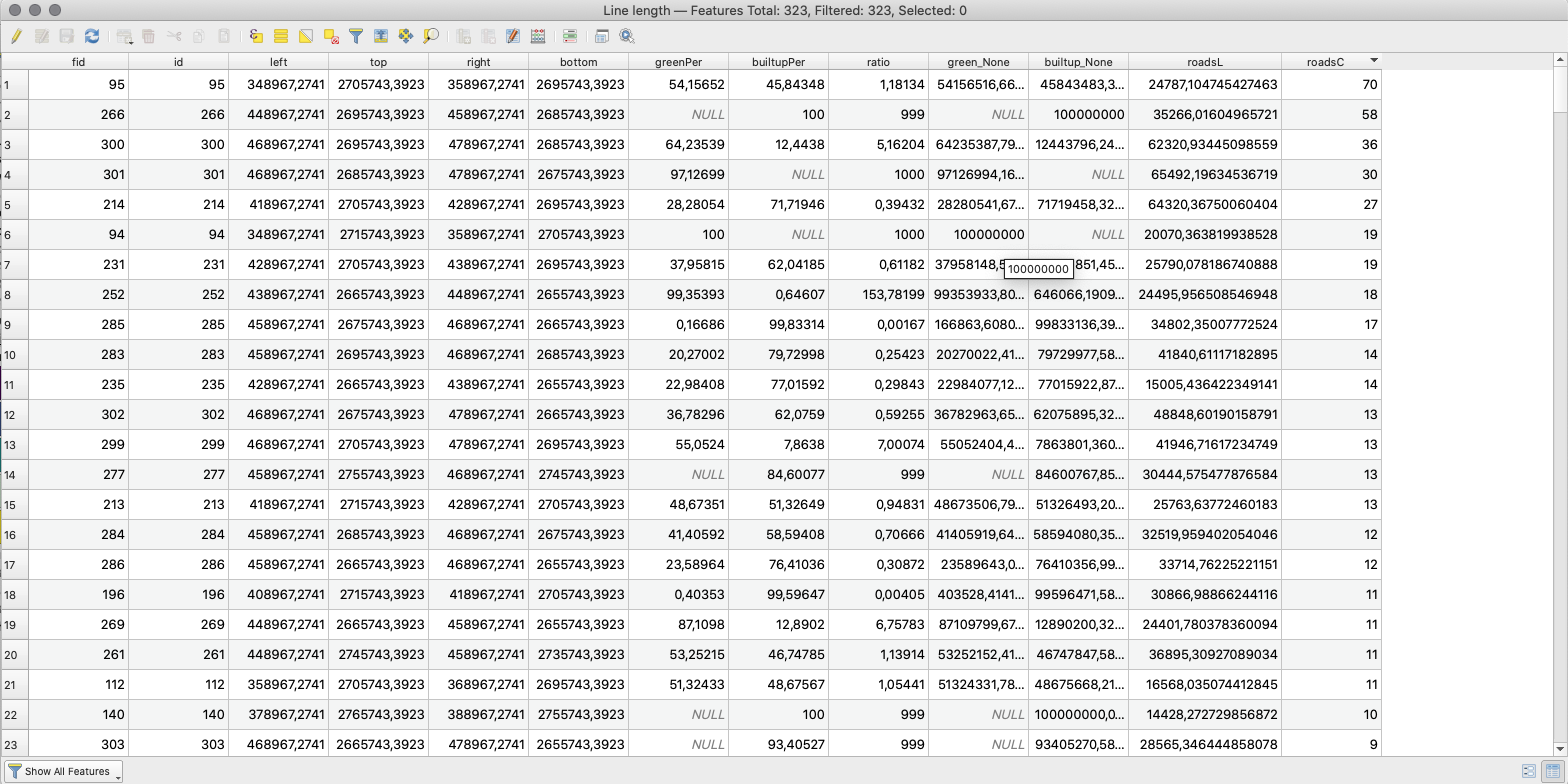 Line length — Features Total: 323, Filtered: 323, Selected: 0
fid id left top right bottom greenPer builtupPer ratio green_None builtup_None roadsL roadsC
1 95 95 348967,2741 2705743,3923 358967,2741 2695743,3923 54,15652 45,84348 1,18134 54156516,66... 45843483,3... 24787,104745427463 70
2 266 266 448967,2741 2695743,3923 458967,2741 2685743,3923 NULL 100 999 NULL 100000000 35266,01604965721 58
3 300 300 468967,2741 2695743,3923 478967,2741 2685743,3923 64,23539 12,4438 5,16204 64235387,79... 12443796,24... 62320,93445098559 36
4 301 301 468967,2741 2685743,3923 478967,2741 2675743,3923 97,12699 NULL 1000 97126994,16... NULL 65492,19634536719 30
5 214 214 418967,2741 2705743,3923 428967,2741 2695743,3923 28,28054 71,71946 0,39432 28280541,67... 71719458,32... 64320,36750060404 27
6 94 94 348967,2741 2715743,3923 358967,2741 2705743,3923 100 NULL 1000 100000000 NULL 20070,363819938528 19
7 231 231 428967,2741 2705743,3923 438967,2741 2695743,3923 37,95815 62,04185 0,61182 37958148,5 851,45... 25790,078186740888 19
100000000
8 252 252 438967,2741 2665743,3923 448967,2741 2655743,3923 99,35393 0,64607 153,78199 99353933,80... 646066,1909... 24495,956508546948 18
9 285 285 458967,2741 2675743,3923 468967,2741 2665743,3923 0,16686 99,83314 0,00167 166863,6080... 99833136,39... 34802,35007772524 17
10 283 283 458967,2741 2695743,3923 468967,2741 2685743,3923 20,27002 79,72998 0,25423 20270022,41... 79729977,58... 41840,61117182895 14
11 235 235 428967,2741 2665743,3923 438967,2741 2655743,3923 22,98408 77,01592 0,29843 22984077,12... 77015922,87... 15005,436422349141 14
12 302 302 468967,2741 2675743,3923 478967,2741 2665743,3923 36,78296 62,0759 0,59255 36782963,65... 62075895,32... 48848,60190158791 13
13 299 299 468967,2741 2705743,3923 478967,2741 2695743,3923 55,0524 7,8638 7,00074 55052404,4... 7863801,360... 41946,71617234749 13
14 277 277 458967,2741 2755743,3923 468967,2741 2745743,3923 NULL 84,60077 999 NULL 84600767,85... 30444,575477876584 13
15 213 213 418967,2741 2715743,3923 428967,2741 2705743,3923 48,67351 51,32649 0,94831 48673506,79... 51326493,20... 25763,63772460183 13
16 284 284 458967,2741 2685743,3923 468967,2741 2675743,3923 41,40592 58,59408 0,70666 41405919,64... 58594080,35... 32519,959402054046 12
17 286 286 458967,2741 2665743,3923 468967,2741 2655743,3923 23,58964 76,41036 0,30872 23589643,0... 76410356,99... 33714,76225221151 12
18 196 196 408967,2741 2715743,3923 418967,2741 2705743,3923 0,40353 99,59647 0,00405 403528,4141... 99596471,58... 30866,98866244116 11
19 269 269 448967,2741 2665743,3923 458967,2741 2655743,3923 87,1098 12,8902 6,75783 87109799,67... 12890200,32... 24401,780378360094 11
20 261 261 448967,2741 2745743,3923 458967,2741 2735743,3923 53,25215 46,74785 1,13914 53252152,41... 46747847,58... 36895,30927089034 11
21 112 112 358967,2741 2705743,3923 368967,2741 2695743,3923 51,32433 48,67567 1,05441 51324331,78... 48675668,21... 16568,035074412845 11
22 140 140 378967,2741 2765743,3923 388967,2741 2755743,3923 NULL 100 999 NULL 100000000,0... 14428,272729856872 10
23 303 303 468967,2741 2665743,3923 478967,2741 2655743,3923 NULL 93,40527 999 NULL 93405270,58... 28565,346444858078 9
Show All Features